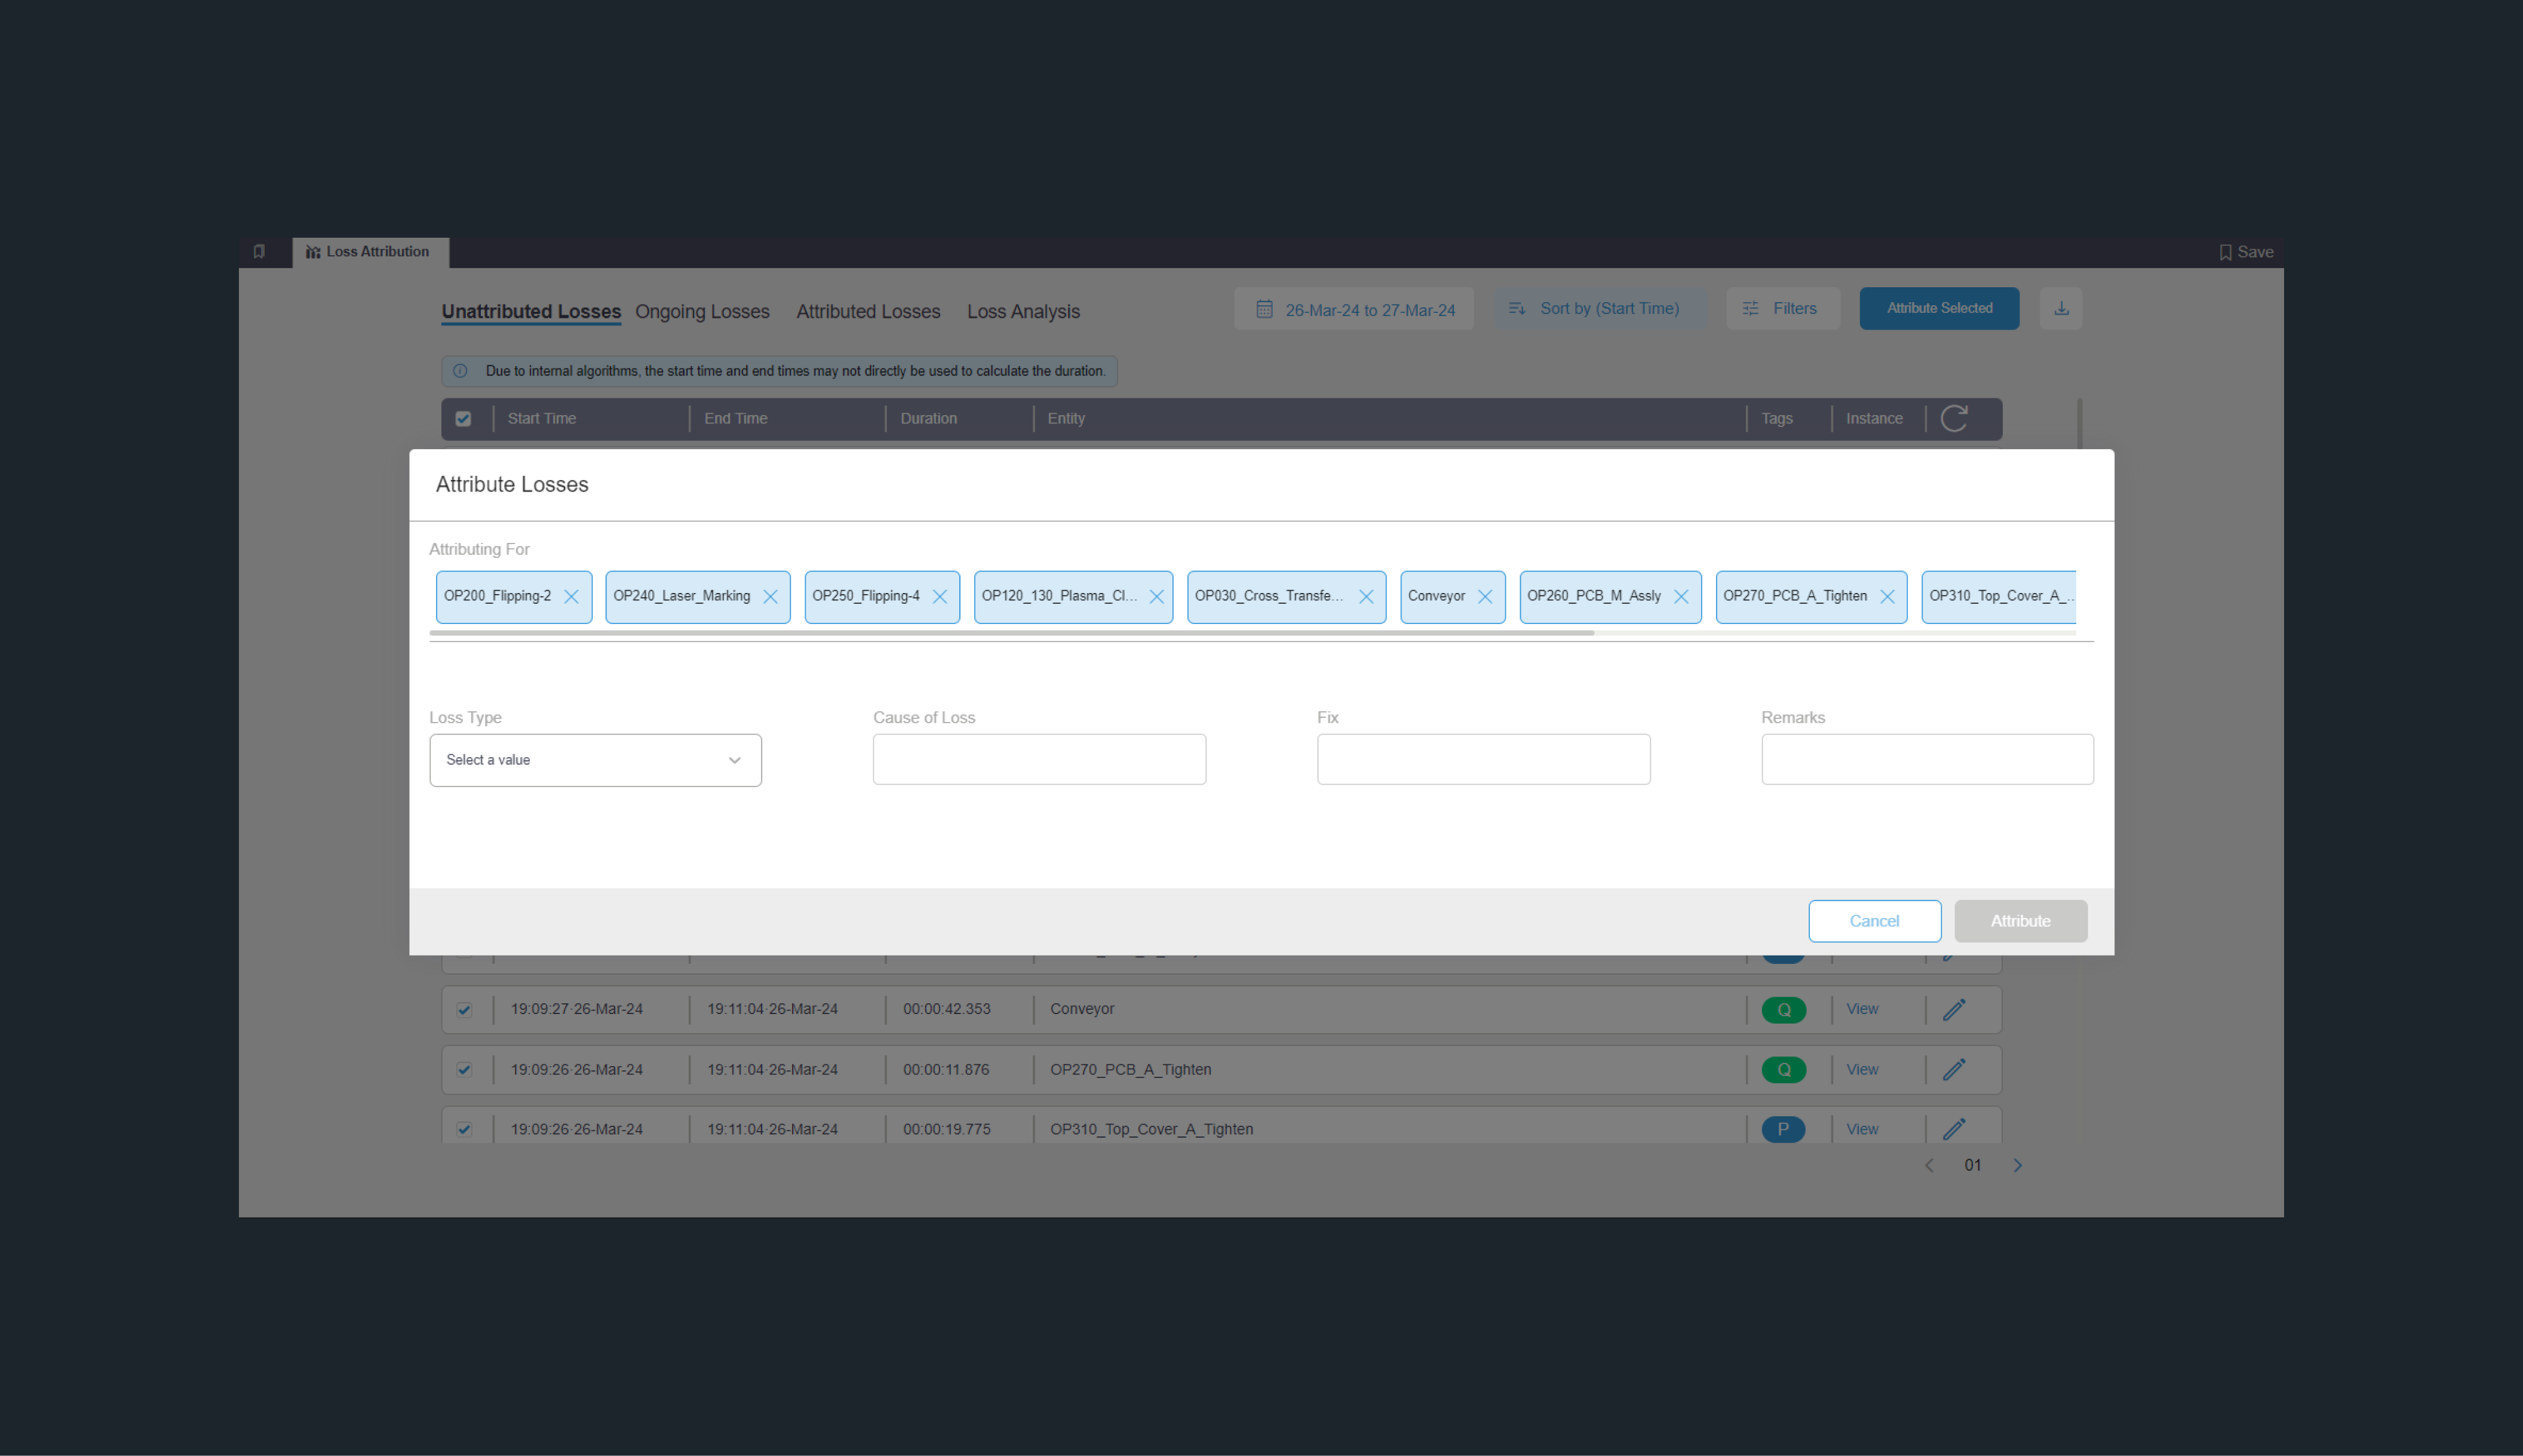 Loss Attribution
Save
Unattributed Losses Ongoing Losses Attributed Losses Loss Analysis
26-Mar-24 to 27-Mar-24 Sort by (Start Time) Filters Attribute Selected
Due to internal algorithms, the start time and end times may not directly be used to calculate the duration.
Start Time End Time Duration Entity Tags Instance
Attribute Losses
Attributing For
OP200_Flipping-2 OP240_Laser_Marking OP250_Flipping-4 OP120_130_Plasma_Cl... OP030_Cross_Transfe... Conveyor OP260_PCB_M_Assly OP270_PCB_A_Tighten OP310_Top_Cover_A_...
Loss Type Cause of Loss Fix Remarks
Select a value
Cancel Attribute
19:09:27·26-Mar-24 19:11:04·26-Mar-24 00:00:42.353 Conveyor Q View
19:09:26·26-Mar-24 19:11:04·26-Mar-24 00:00:11.876 OP270_PCB_A_Tighten Q View
19:09:26·26-Mar-24 19:11:04·26-Mar-24 00:00:19.775 OP310_Top_Cover_A_Tighten P View
01